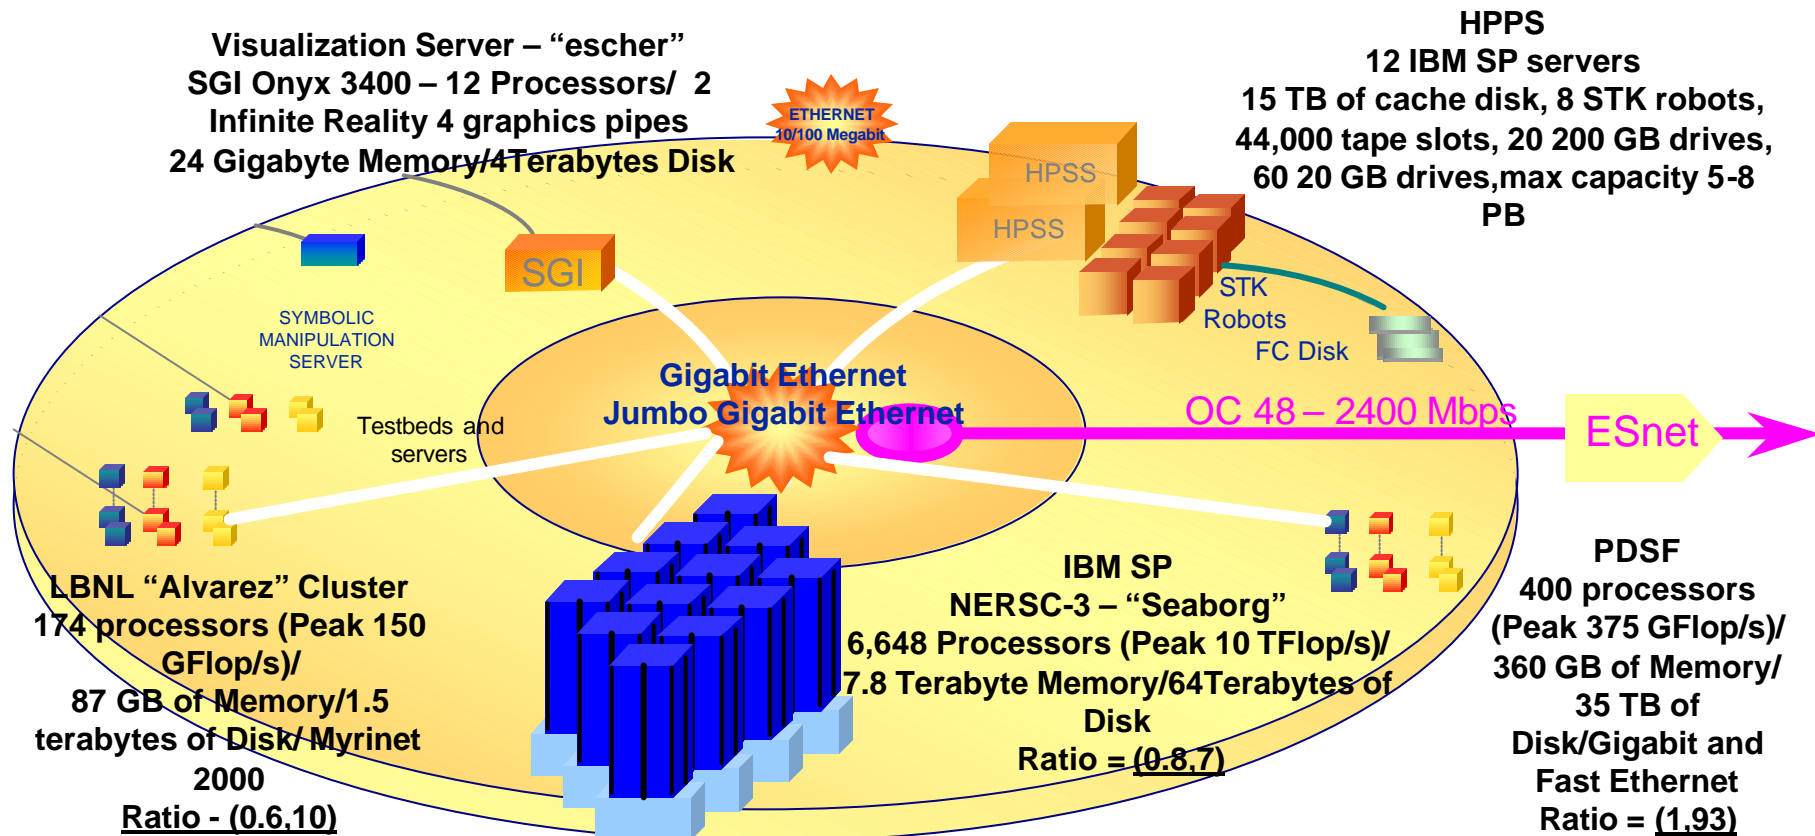 Visualization Server – “escher”
SGI Onyx 3400 – 12 Processors/ 2
Infinite Reality 4 graphics pipes
24 Gigabyte Memory/4Terabytes Disk
ETHERNET
10/100 Megabit
HPPS
12 IBM SP servers
15 TB of cache disk, 8 STK robots,
44,000 tape slots, 20 200 GB drives,
60 20 GB drives,max capacity 5-8
PB
HPSS
HPSS
SGI
STK
Robots
FC Disk
SYMBOLIC
MANIPULATION
SERVER
Gigabit Ethernet
Jumbo Gigabit Ethernet
OC 48 – 2400 Mbps
ESnet
Testbeds and
servers
LBNL “Alvarez” Cluster
174 processors (Peak 150
GFlop/s)/
87 GB of Memory/1.5
terabytes of Disk/ Myrinet
2000
Ratio - (0.6,10)
IBM SP
NERSC-3 – “Seaborg”
6,648 Processors (Peak 10 TFlop/s)/
7.8 Terabyte Memory/64Terabytes of
Disk
Ratio = (0.8,7)
PDSF
400 processors
(Peak 375 GFlop/s)/
360 GB of Memory/
35 TB of
Disk/Gigabit and
Fast Ethernet
Ratio = (1,93)